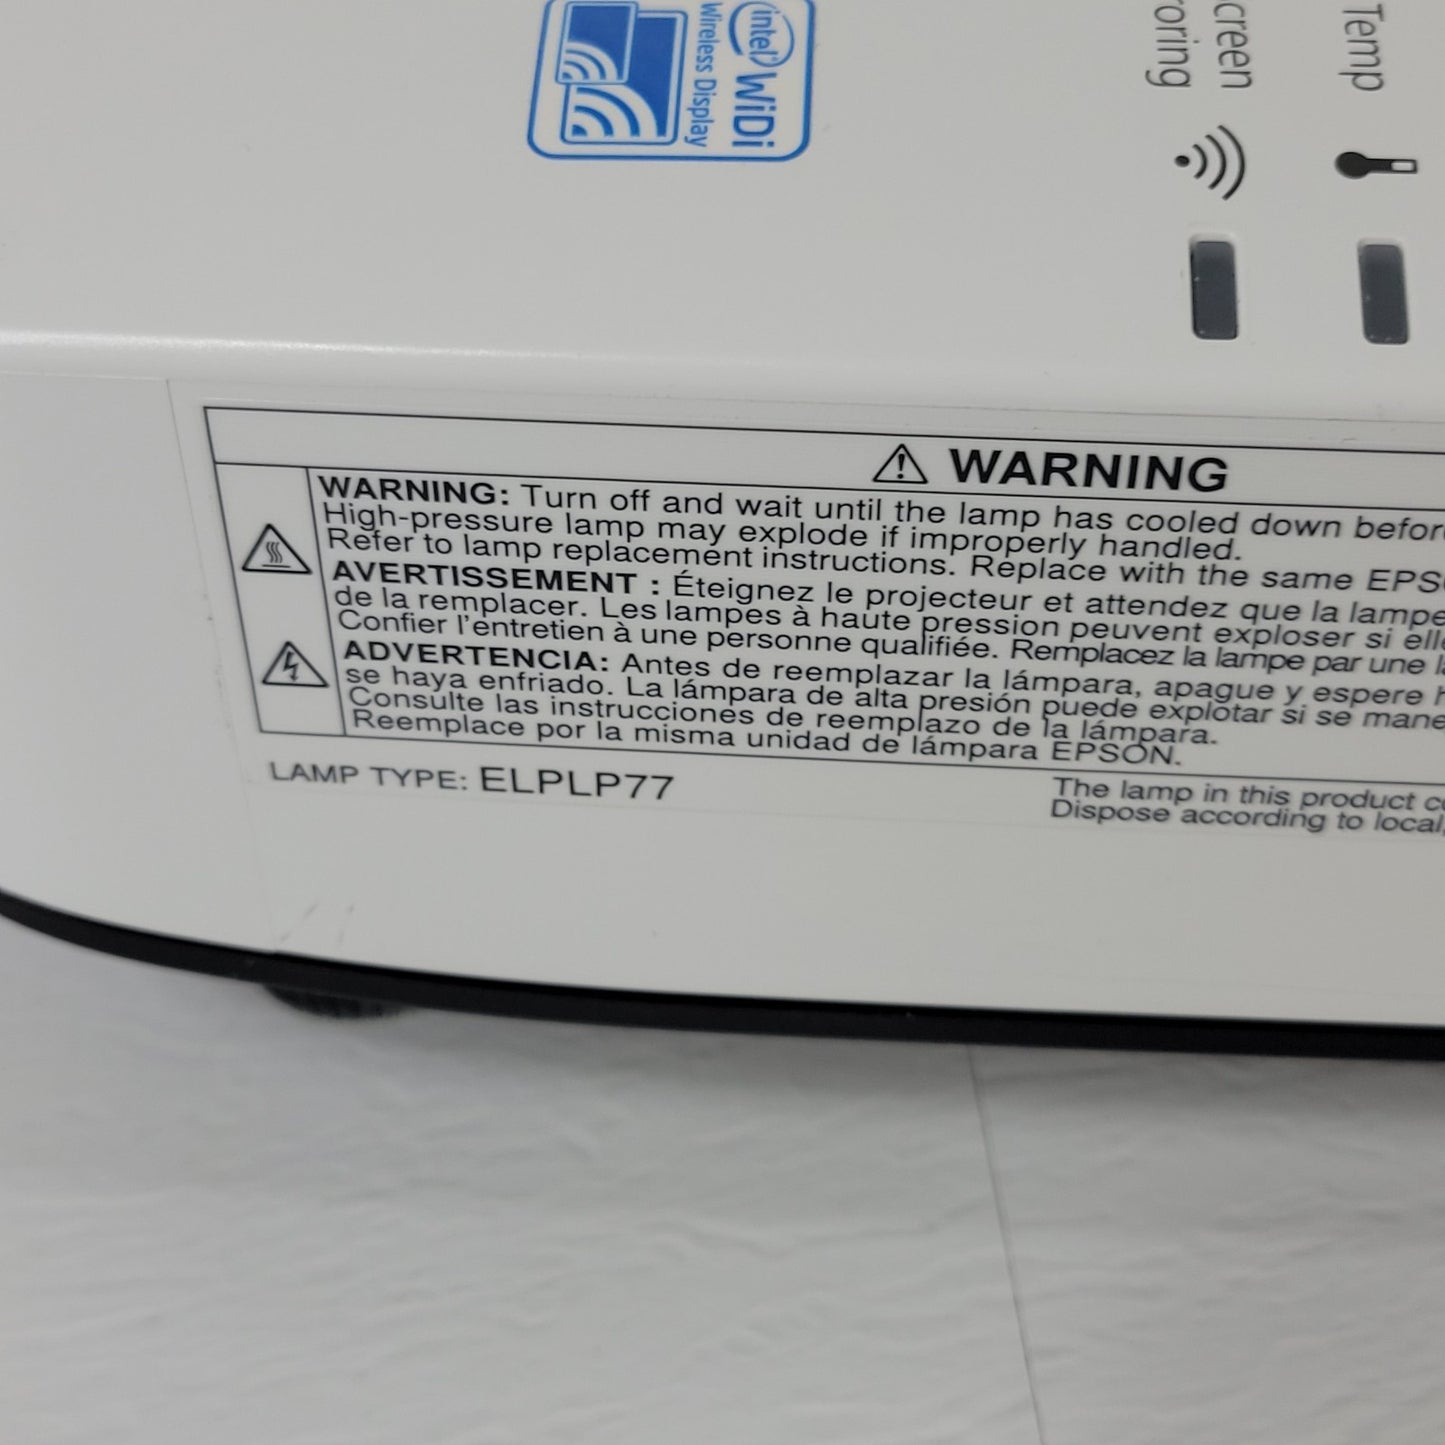 intel WiDi
Wireless Display
Temp
creen
roring
WARNING
WARNING: Turn off and wait until the lamp has cooled down
High-pressure lamp may explode if improperly handled.
Refer to lamp replacement instructions. Replace with the same
AVERTISSEMENT : Éteignez le projecteur et attendez que la lampe
de la remplacer. Les lampes à haute pression peuvent exploser si
Confier l'entretien à une personne qualifiée. Remplacez la lampe par une
ADVERTENCIA: Antes de reemplazar la lámpara, apague y espere
se haya enfriado. La lámpara de alta presión puede explotar si se
Consulte las instrucciones de reemplazo de la lámpara.
Reemplace por la misma unidad de lámpara EPSON.
LAMP TYPE: ELPLP77
The lamp in this product
Dispose according to local,